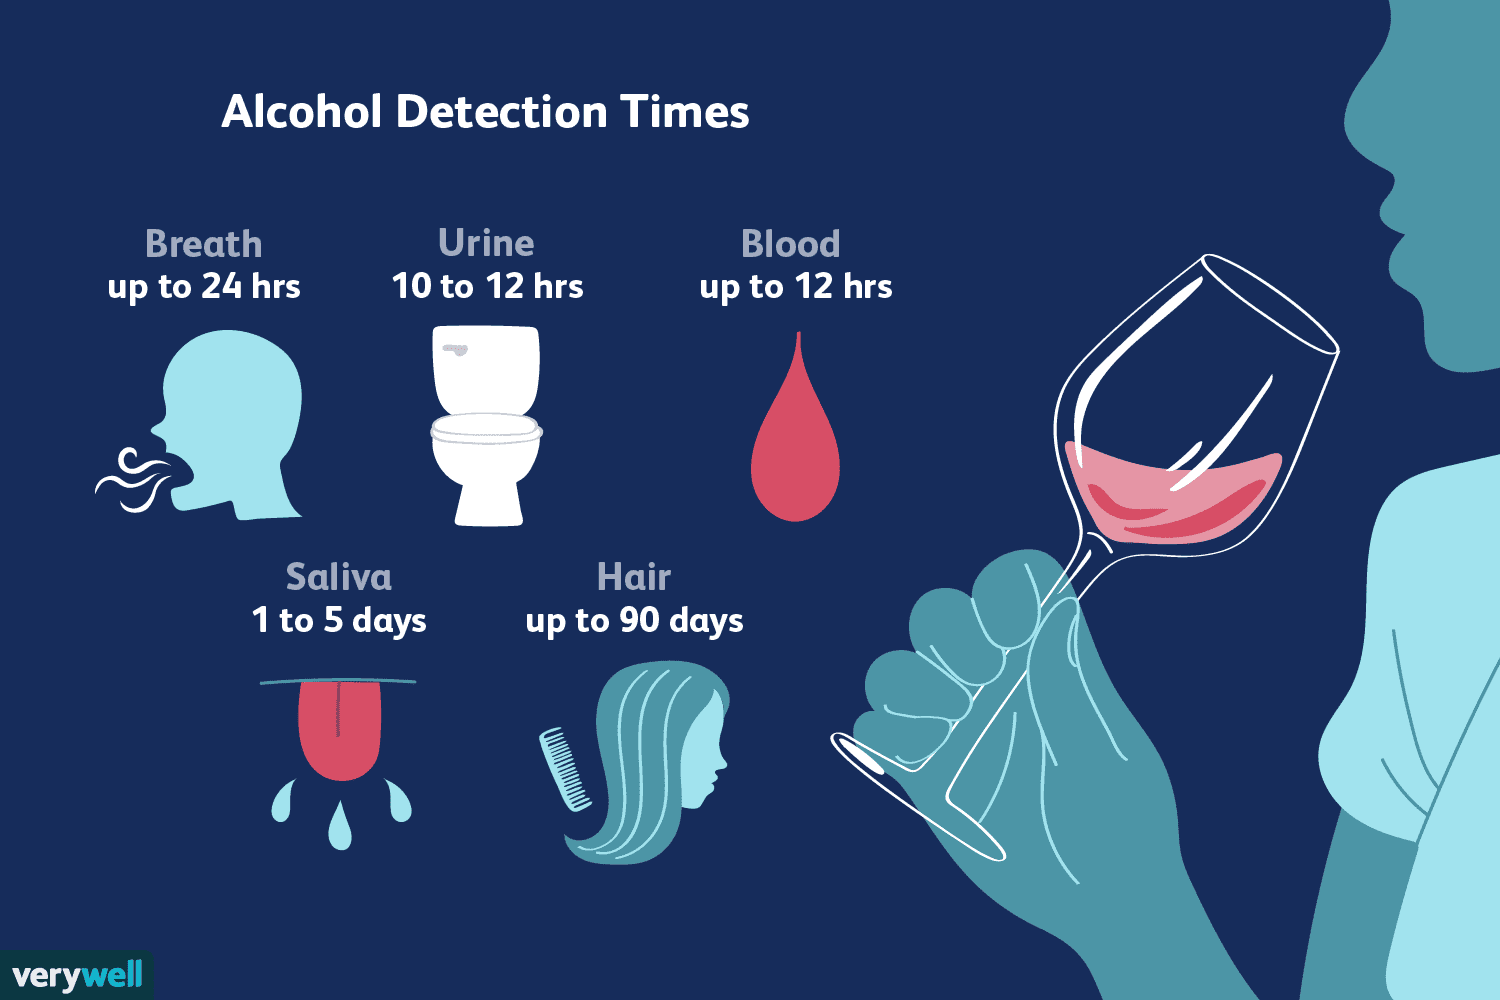 Alcohol Detection Times
Breath
up to 24 hrs
Urine
10 to 12 hrs
Blood
up to 12 hrs
Saliva
1 to 5 days
Hair
up to 90 days
verywell